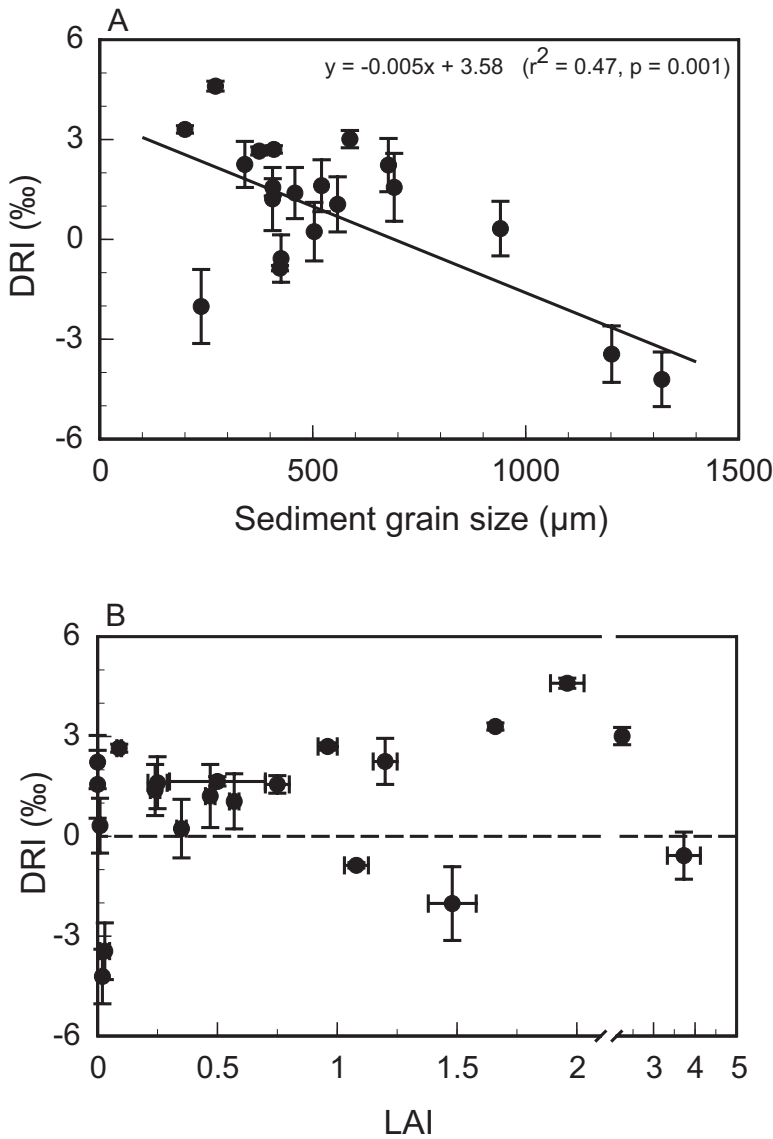 A
y = -0.005x + 3.58 (r2 = 0.47, p = 0.001)
6
3
0
-3
-6
DRI (‰)
0 500 1000 1500
Sediment grain size (µm)
B
6
3
0
-3
-6
DRI (‰)
0 0.5 1 1.5 2 3 4 5
LAI